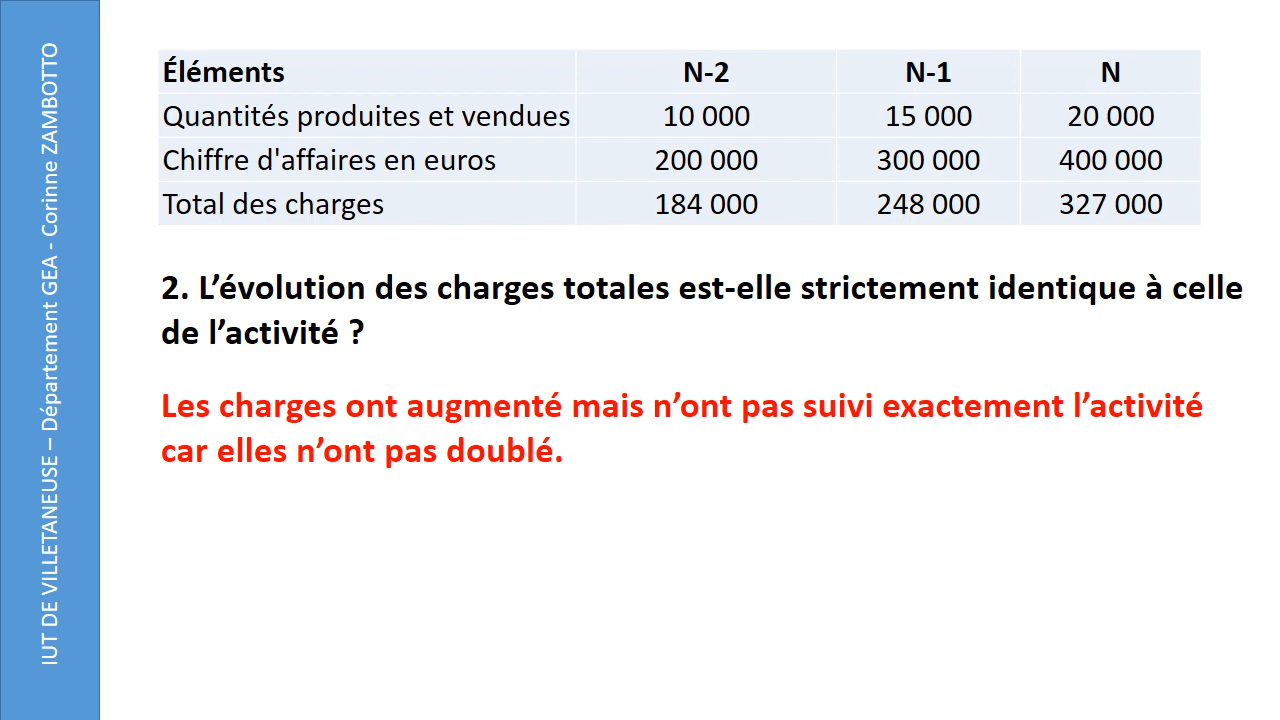 IUT DE VILLETANEUSE – Département GEA - Corinne ZAMBOTTO
Éléments N-2 N-1 N
Quantités produites et vendues 10 000 15 000 20 000
Chiffre d'affaires en euros 200 000 300 000 400 000
Total des charges 184 000 248 000 327 000
2. L’évolution des charges totales est-elle strictement identique à celle
de l’activité ?
Les charges ont augmenté mais n’ont pas suivi exactement l’activité
car elles n’ont pas doublé.